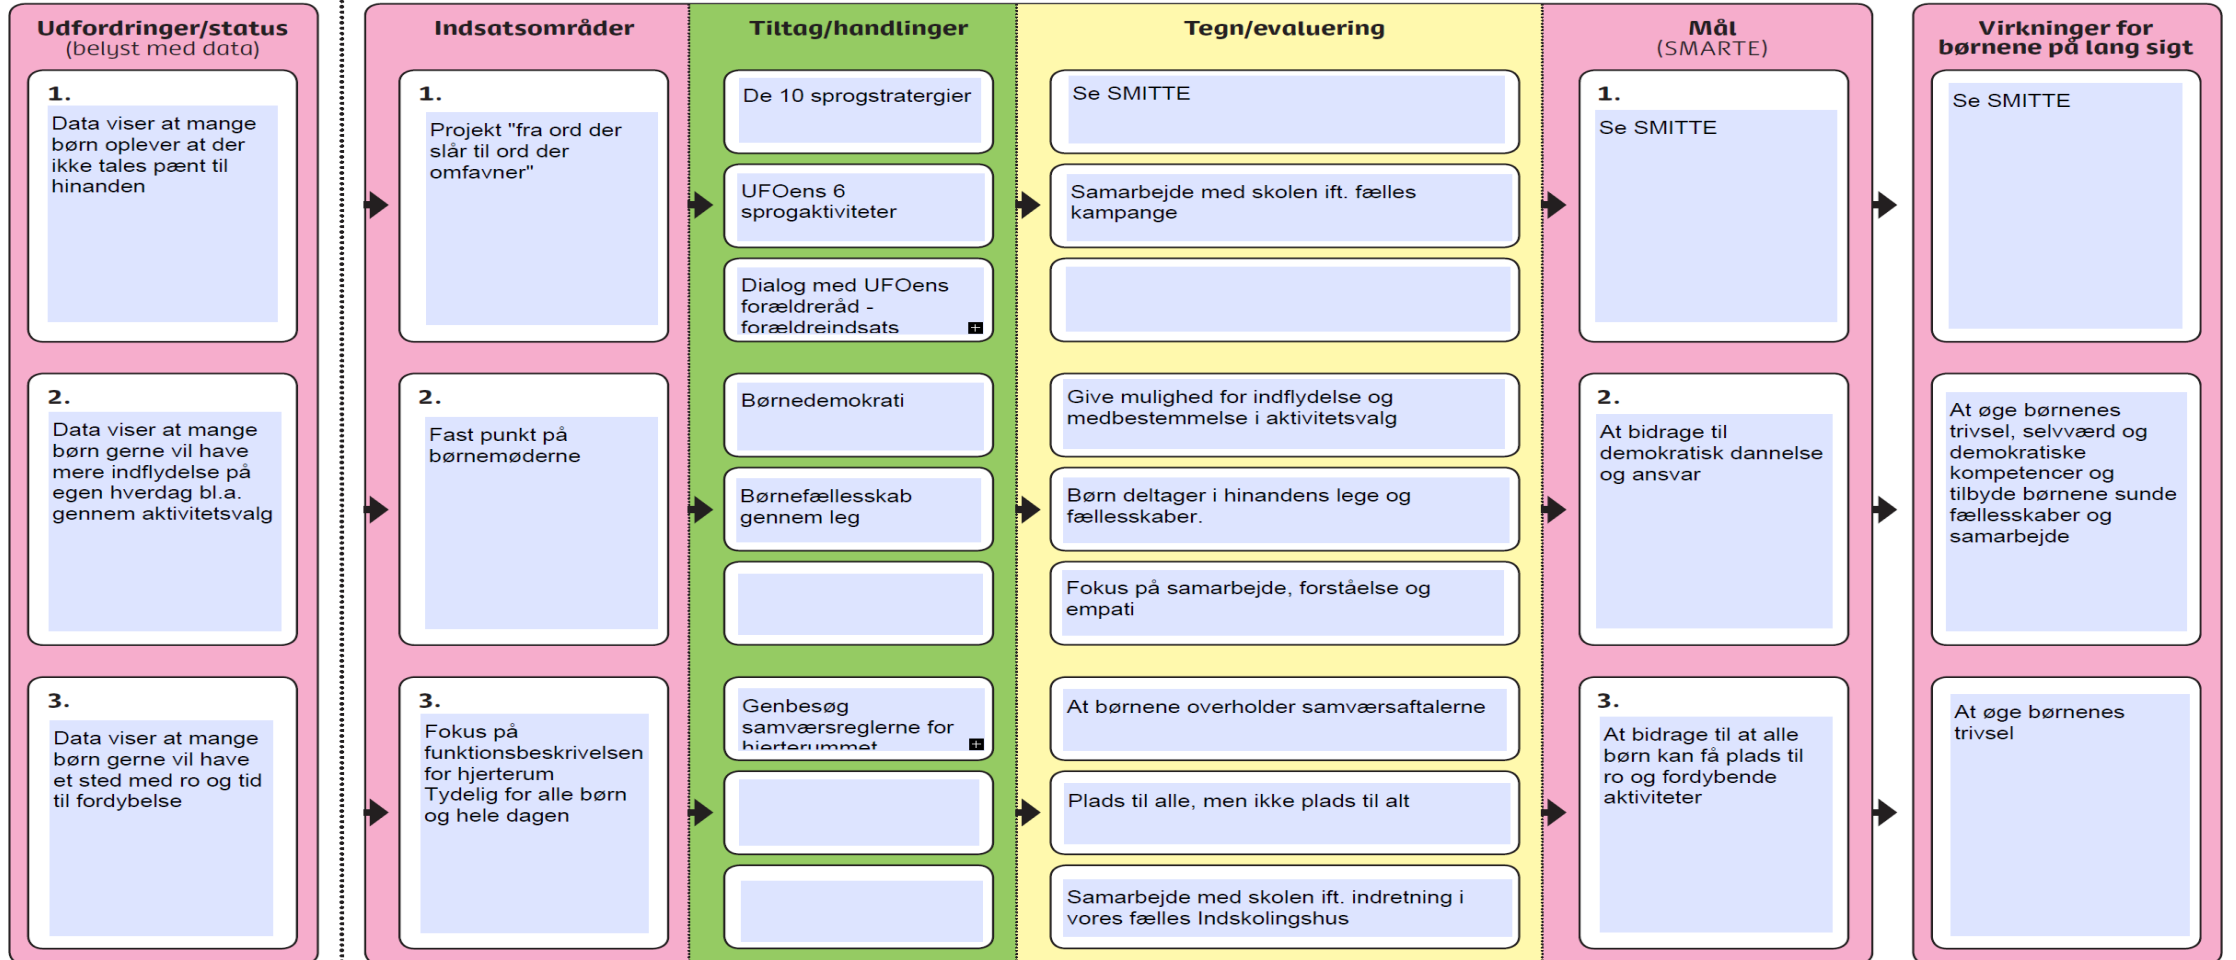 Udfordringer/status
(belyst med data)
1.
Data viser at mange
børn oplever at der
ikke tales pænt til
hinanden
2.
Data viser at mange
børn gerne vil have
mere indflydelse på
egen hverdag bl.a.
gennem aktivitetsvalg
3.
Data viser at mange
børn gerne vil have
et sted med ro og tid
til fordybelse
Indsatsområder
1.
Projekt "fra ord der
slår til ord der
omfavner"
2.
Fast punkt på
børnemøderne
3.
Fokus på
funktionsbeskrivelsen
for hjerterum
Tydelig for alle børn
og hele dagen
Tiltag/handlinger
De 10 sprogstratergier
UFOens 6
sprogaktiviteter
Dialog med UFOens
forældreråd -
forældreindsats
Børnedemokrati
Børnefællesskab
gennem leg
Genbesøg
samværsreglerne for
hjerterummet
Tegn/evaluering
Se SMITTE
Samarbejde med skolen ift. fælles
kampange
Give mulighed for indflydelse og
medbestemmelse i aktivitetsvalg
Børn deltager i hinandens lege og
fællesskaber.
Fokus på samarbejde, forståelse og
empati
At børnene overholder samværsaftalerne
Plads til alle, men ikke plads til alt
Samarbejde med skolen ift. indretning i
vores fælles Indskolingshus
Mål
(SMARTE)
1.
Se SMITTE
2.
At bidrage til
demokratisk dannelse
og ansvar
3.
At bidrage til at alle
børn kan få plads til
ro og fordybende
aktiviteter
Virkninger for
børnene på lang sigt
Se SMITTE
At øge børnenes
trivsel, selvværd og
demokratiske
kompetencer og
tilbyde børnene sunde
fællesskaber og
samarbejde
At øge børnenes
trivsel